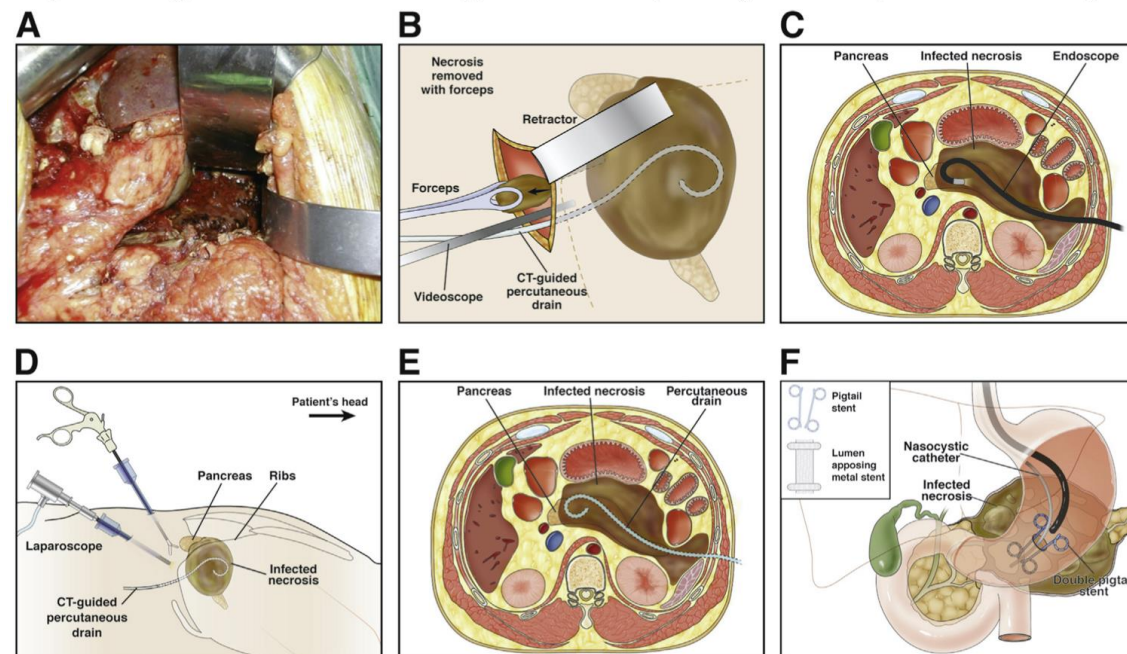 A
B
Necrosis
removed
with forceps
Retractor
Forceps
Videoscope
CT-guided
percutaneous
drain
C
Pancreas
Infected necrosis
Endoscope
D
Patient's head
Pancreas
Ribs
Laparoscope
Infected
necrosis
CT-guided
percutaneous
drain
E
Pancreas
Infected necrosis
Percutaneous
drain
F
Pigtail
stent
Lumen
apposing
metal stent
Nasocystic
catheter
Infected
necrosis
Double pigta
stent